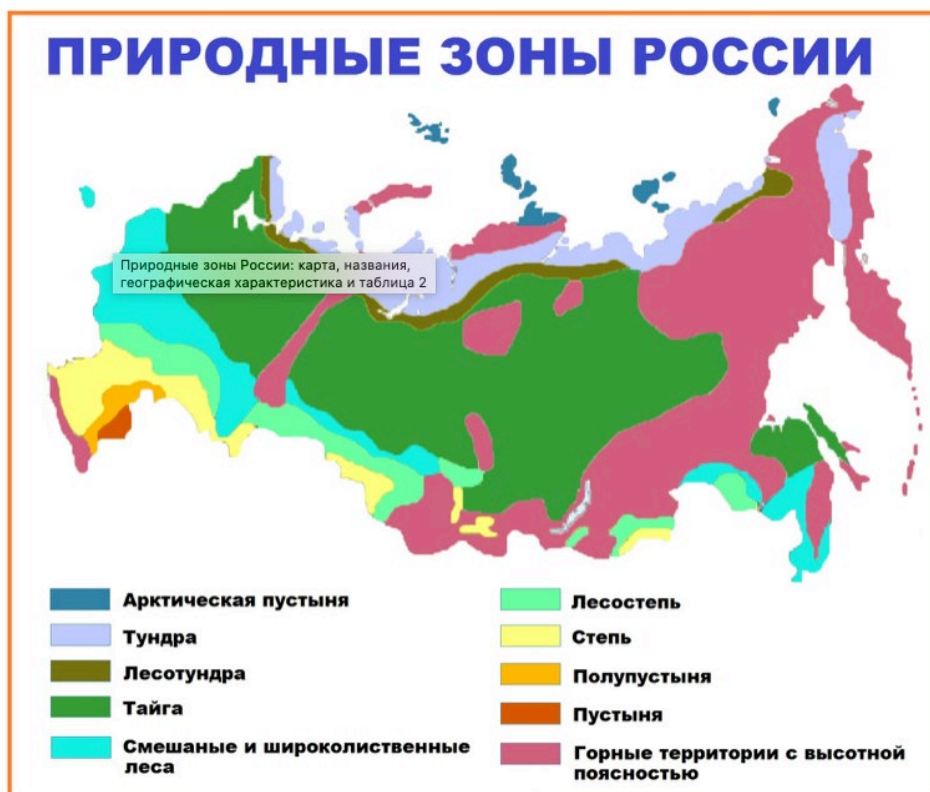 ПРИРОДНЫЕ ЗОНЫ РОССИИ
Природные зоны России: карта, названия,
географическая характеристика и таблица 2
Арктическая пустыня
Тундра
Лесотундра
Тайга
Смешаные и широколиственные
леса
Лесостепь
Степь
Полупустыня
Пустыня
Горные территории с высотной
поясностью